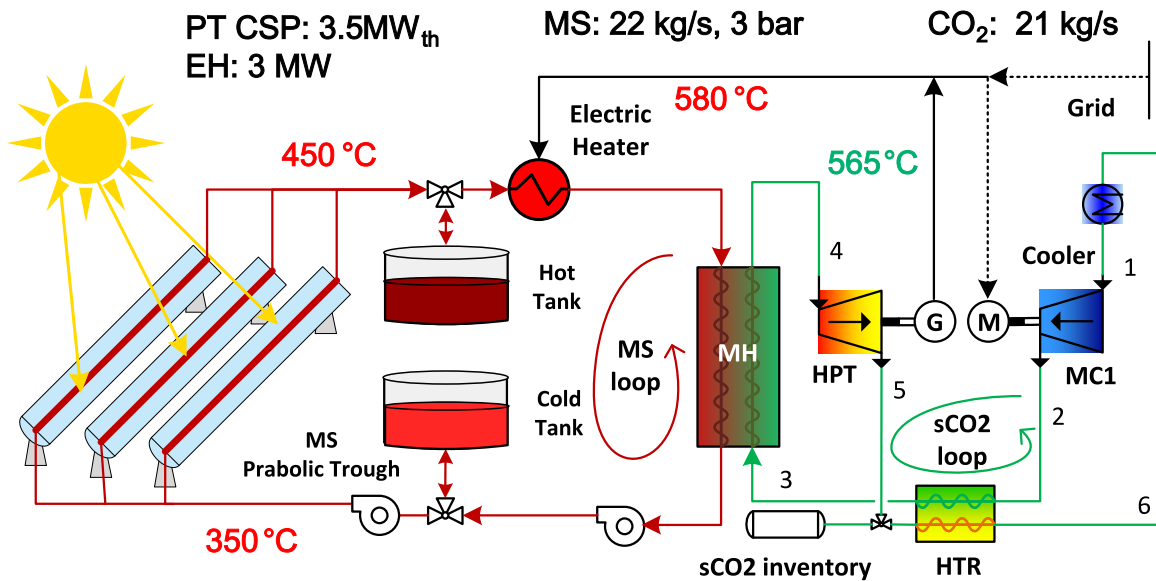 PT CSP: 3.5MWth
EH: 3 MW
MS: 22 kg/s, 3 bar
CO2: 21 kg/s
580 °C
Grid
Electric
Heater
450 °C
565°C
Cooler
1
4
Hot
Tank
MS
loop
MH
G
M
HPT
MC1
5
2
Cold
Tank
sCO2
loop
MS
Prabolic Trough
3
6
350 °C
sCO2 inventory
HTR